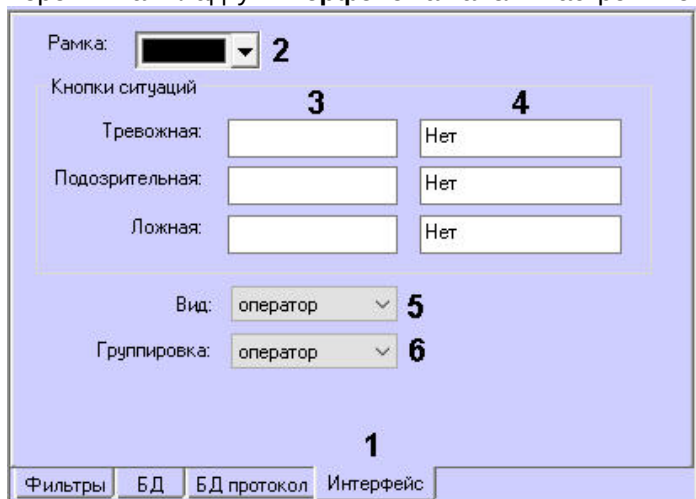 Рамка: 2
Кнопки ситуаций
3 4
Тревожная: Нет
Подозрительная: Нет
Ложная: Нет
Вид: оператор 5
Группировка: оператор 6
1
Фильтры БД БД протокол Интерфейс